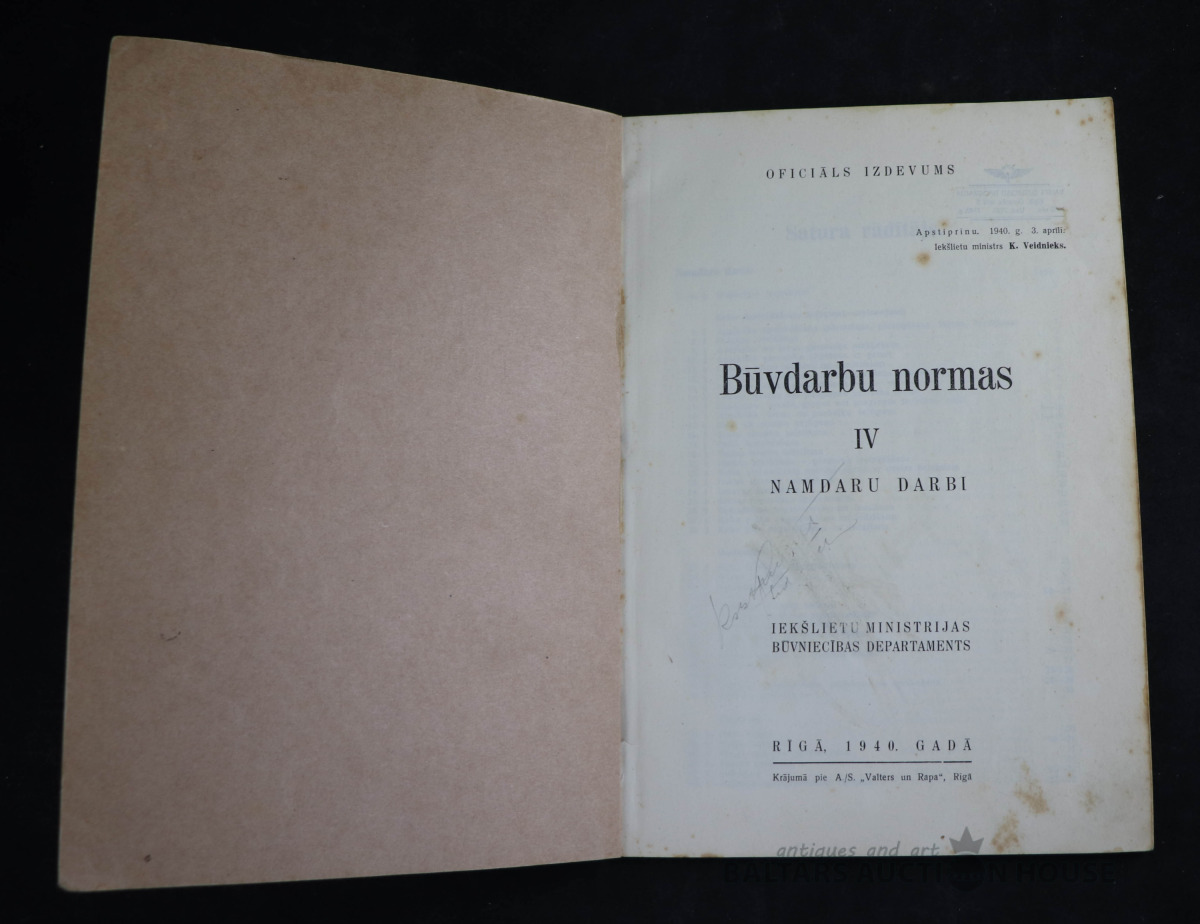 OFICIĀLS IZDEVUMS
Apstiprinu. 1940. g. 3. aprīlī.
Iekšlietu ministrs K. Veidnieks.
Būvdarbu normas
IV
NAMDARU DARBI
IEKŠLIETU MINISTRIJAS
BŪVNIECĪBAS DEPARTAMENTS
RĪGĀ, 1940. GADĀ
Krājumā pie A/S. „Valters un Rapa“, Rīgā
antiques and art
BALTARS AUCTION HOUSE